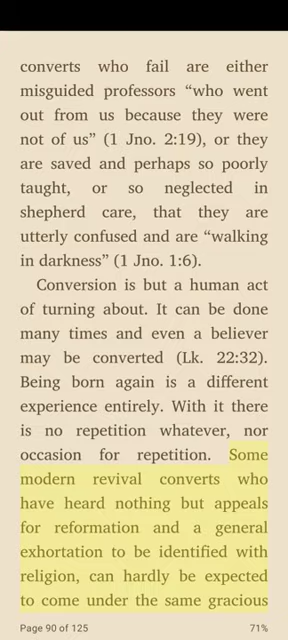 converts who fail are either
misguided professors “who went
out from us because they were
not of us” (1 Jno. 2:19), or they
are saved and perhaps so poorly
taught, or so neglected in
shepherd care, that they are
utterly confused and are “walking
in darkness” (1 Jno. 1:6).
Conversion is but a human act
of turning about. It can be done
many times and even a believer
may be converted (Lk. 22:32).
Being born again is a different
experience entirely. With it there
is no repetition whatever, nor
occasion for repetition. Some
modern revival converts who
have heard nothing but appeals
for reformation and a general
exhortation to be identified with
religion, can hardly be expected
to come under the same gracious
Page 90 of 125
71%